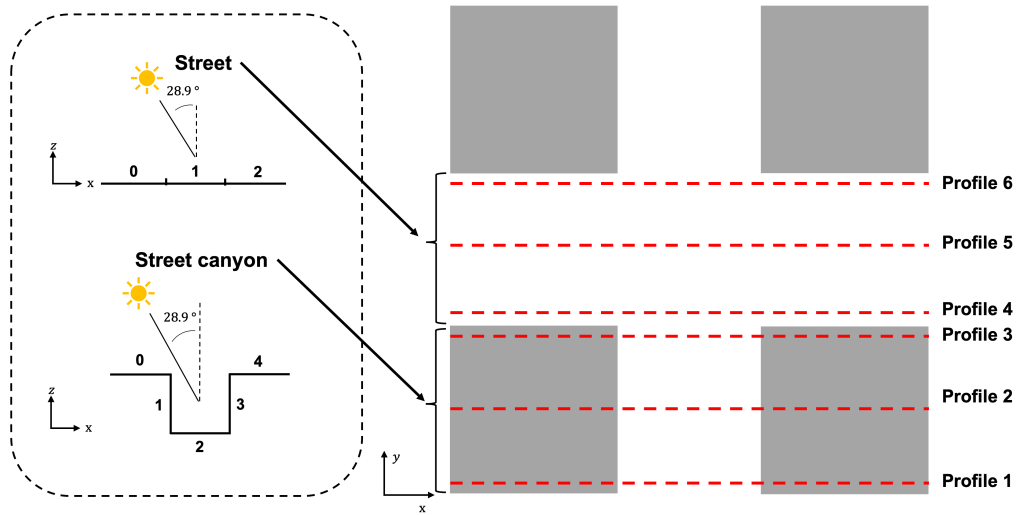 Street
28.9 °
z
x
0 1 2
Street canyon
28.9 °
z
x
0
4
1
3
2
y
x
Profile 6
Profile 5
Profile 4
Profile 3
Profile 2
Profile 1